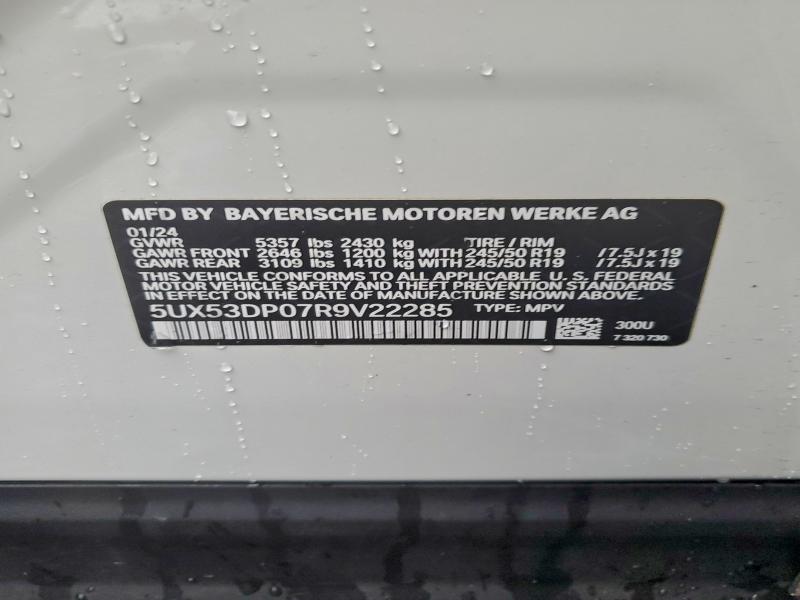 MFD BY BAYERISCHE MOTOREN WERKE AG
01/24
GVWR 5357 lbs 2430 kg TIRE / RIM
GAWR FRONT 2646 lbs 1200 kg WITH 245/50 R19 / 7.5J x 19
GAWR REAR 3109 lbs 1410 kg WITH 245/50 R19 / 7.5J x 19
THIS VEHICLE CONFORMS TO ALL APPLICABLE U. S. FEDERAL
MOTOR VEHICLE SAFETY AND THEFT PREVENTION STANDARDS
IN EFFECT ON THE DATE OF MANUFACTURE SHOWN ABOVE.
5UX53DP07R9V22285 TYPE: MPV
300U
7 320 730